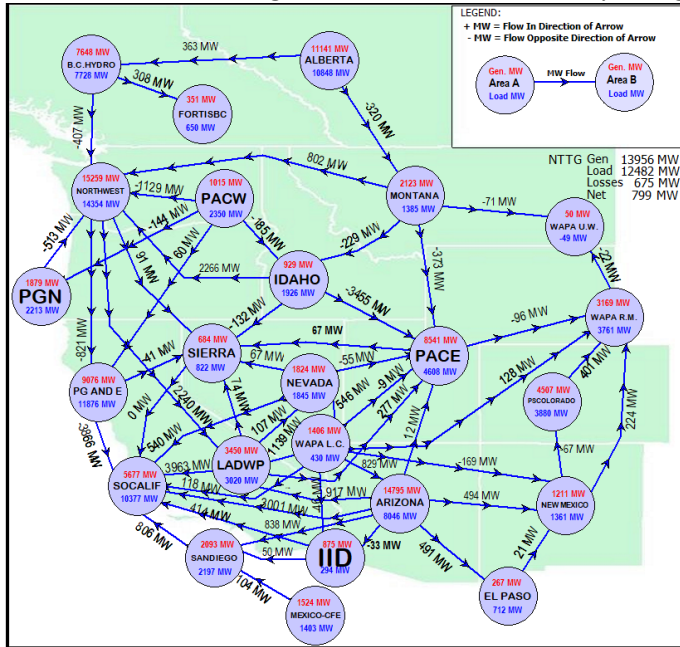 LEGEND:
+ MW = Flow In Direction of Arrow
- MW = Flow Opposite Direction of Arrow
Gen. MW
Area A
Load MW
MW Flow
Gen. MW
Area B
Load MW
NTTG Gen 13956 MW
Load 12482 MW
Losses 675 MW
Net 799 MW
7648 MW
B.C.HYDRO
7728 MW
363 MW
11141 MW
ALBERTA
10848 MW
308 MW
351 MW
FORTISBC
650 MW
-407 MW
-320 MW
802 MW
15259 MW
NORTHWEST
14354 MW
-1129 MW
1015 MW
PACW
2350 MW
2123 MW
MONTANA
1385 MW
-71 MW
50 MW
WAPA U.W.
-49 MW
-144 MW
-185 MW
-229 MW
-513 MW
60 MW
91 MW
2266 MW
-373 MW
-22 MW
1879 MW
PGN
2213 MW
929 MW
IDAHO
1926 MW
-3455 MW
-132 MW
-821 MW
684 MW
SIERRA
822 MW
67 MW
8541 MW
PACE
4608 MW
-96 MW
3169 MW
WAPA R.M.
3761 MW
-41 MW
67 MW
-55 MW
1824 MW
NEVADA
1845 MW
-9 MW
128 MW
401 MW
9076 MW
PG AND E
11876 MW
0 MW
2240 MW
74 MW
107 MW
546 MW
277 MW
4507 MW
PSCOLORADO
3880 MW
224 MW
-3866 MW
540 MW
1139 MW
1406 MW
WAPA L.C.
430 MW
12 MW
5677 MW
SOCALIF
10377 MW
3963 MW
3450 MW
LADWP
3020 MW
829 MW
-169 MW
-67 MW
118 MW
917 MW
14795 MW
ARIZONA
8046 MW
494 MW
1211 MW
NEW MEXICO
1361 MW
3001 MW
414 MW
838 MW
806 MW
2093 MW
SANDIEGO
2197 MW
50 MW
875 MW
IID
294 MW
-33 MW
491 MW
21 MW
104 MW
1524 MW
MEXICO-CFE
1403 MW
267 MW
EL PASO
712 MW